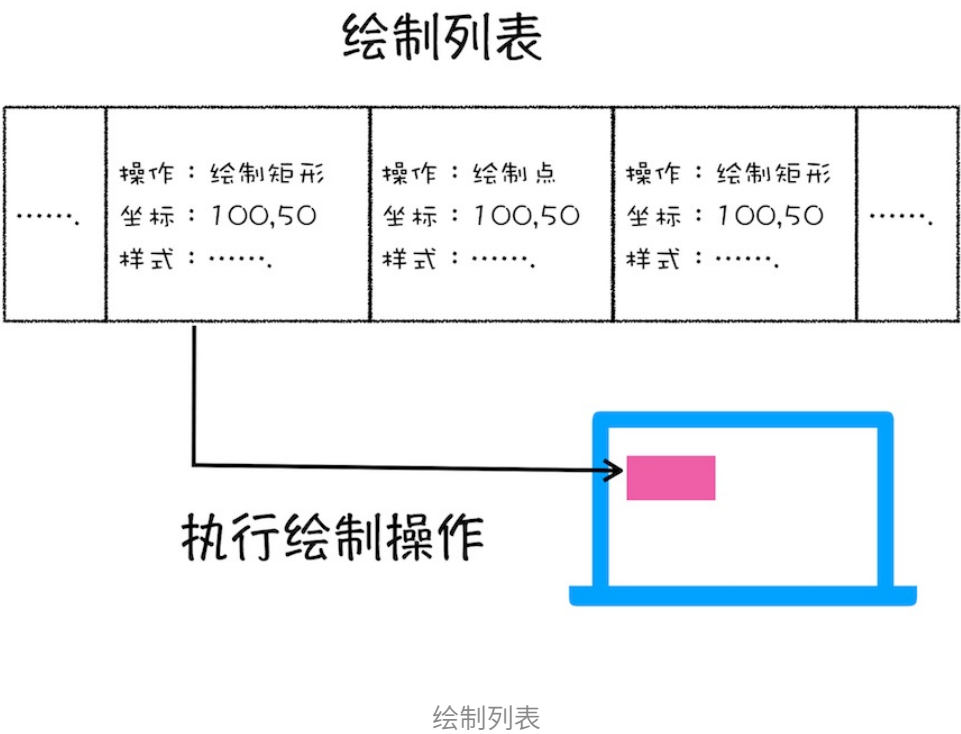 绘制列表
…….
操作：绘制矩形
坐标：100,50
样式：…….
操作：绘制点
坐标：100,50
样式：…….
操作：绘制矩形
坐标：100,50
样式：…….
…….
执行绘制操作
绘制列表